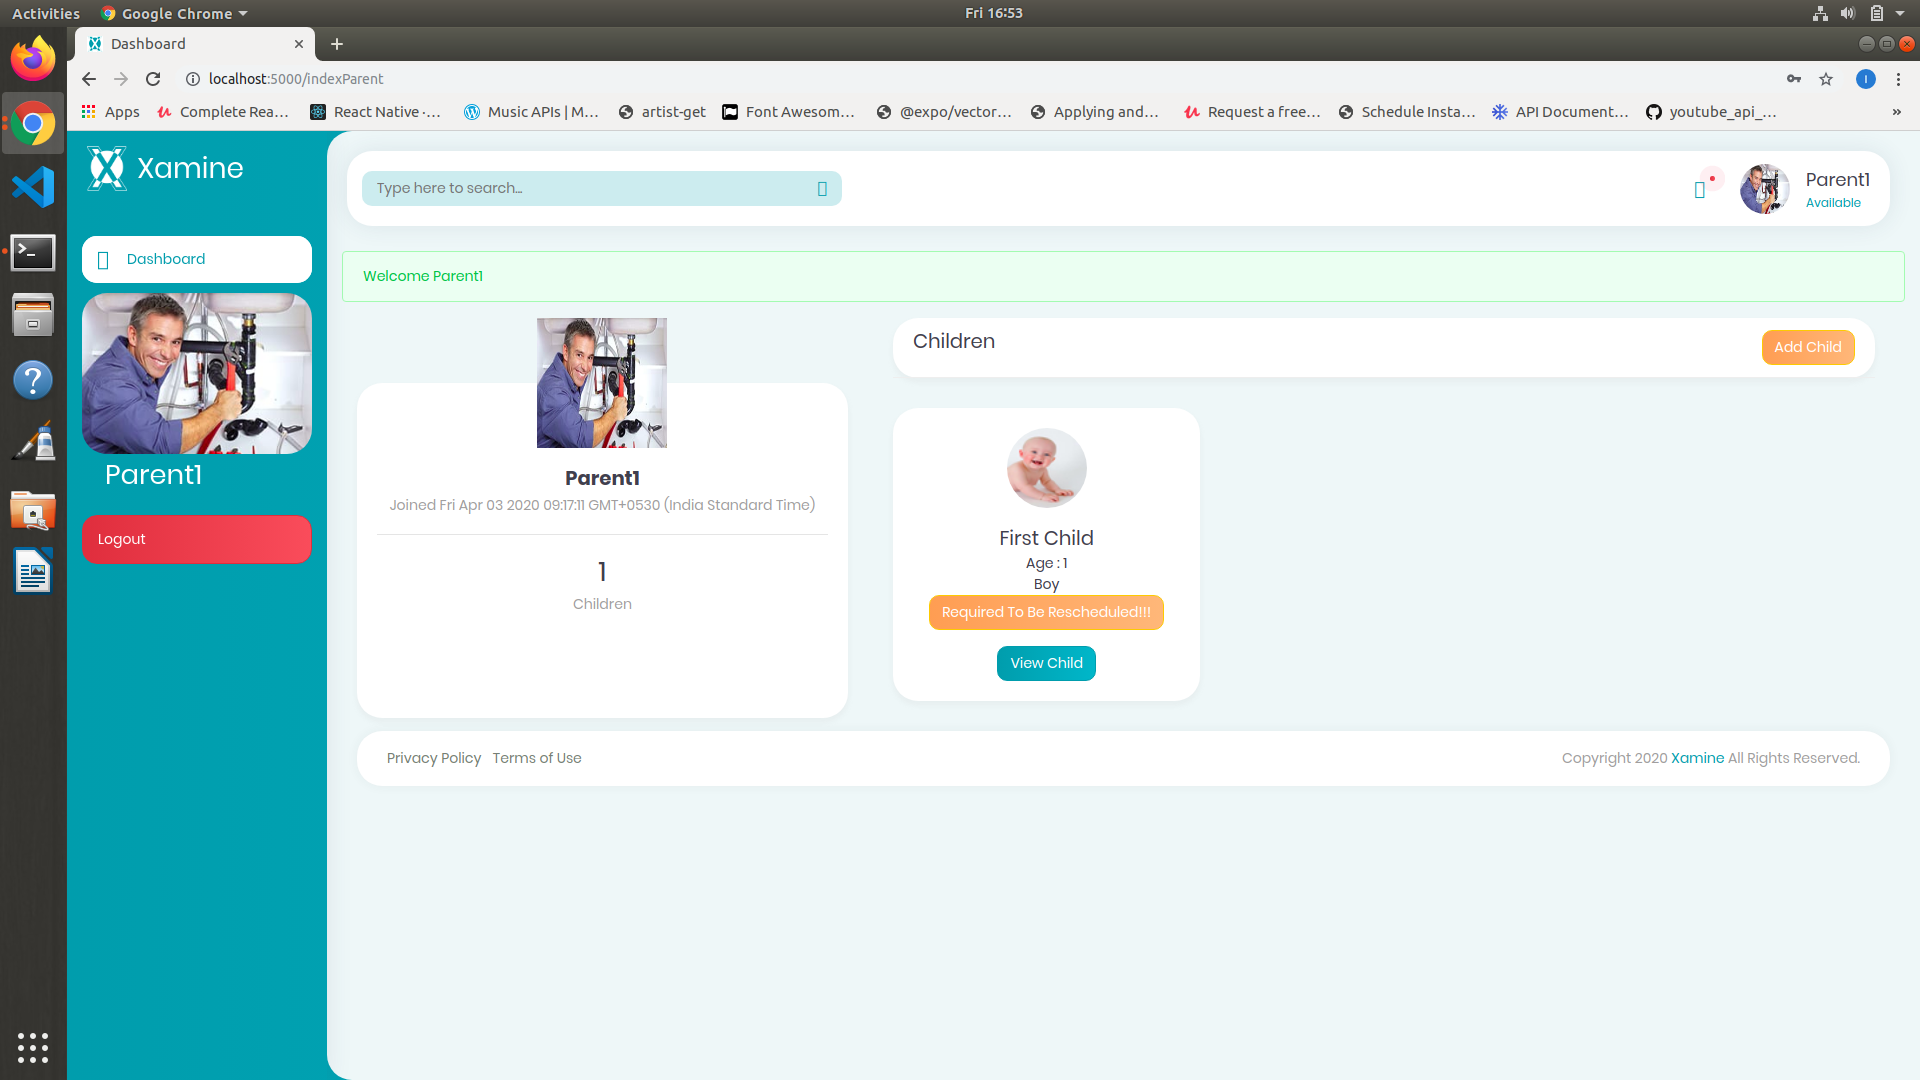 Activities
Google Chrome
Fri 16:53
Dashboard
localhost:5000/indexParent
I
Apps
Complete Rea...
React Native ·...
Music APIs | M...
artist-get
Font Awesom...
@expo/vector...
Applying and...
Request a free...
Schedule Insta...
API Document...
youtube_api_...
»
Xamine
Type here to search...
Parent1
Available
Dashboard
Welcome Parent1
Parent1
Logout
Parent1
Joined Fri Apr 03 2020 09:17:11 GMT+0530 (India Standard Time)
1
Children
Children
Add Child
First Child
Age : 1
Boy
Required To Be Rescheduled!!!
View Child
Privacy Policy Terms of Use
Copyright 2020 Xamine All Rights Reserved.